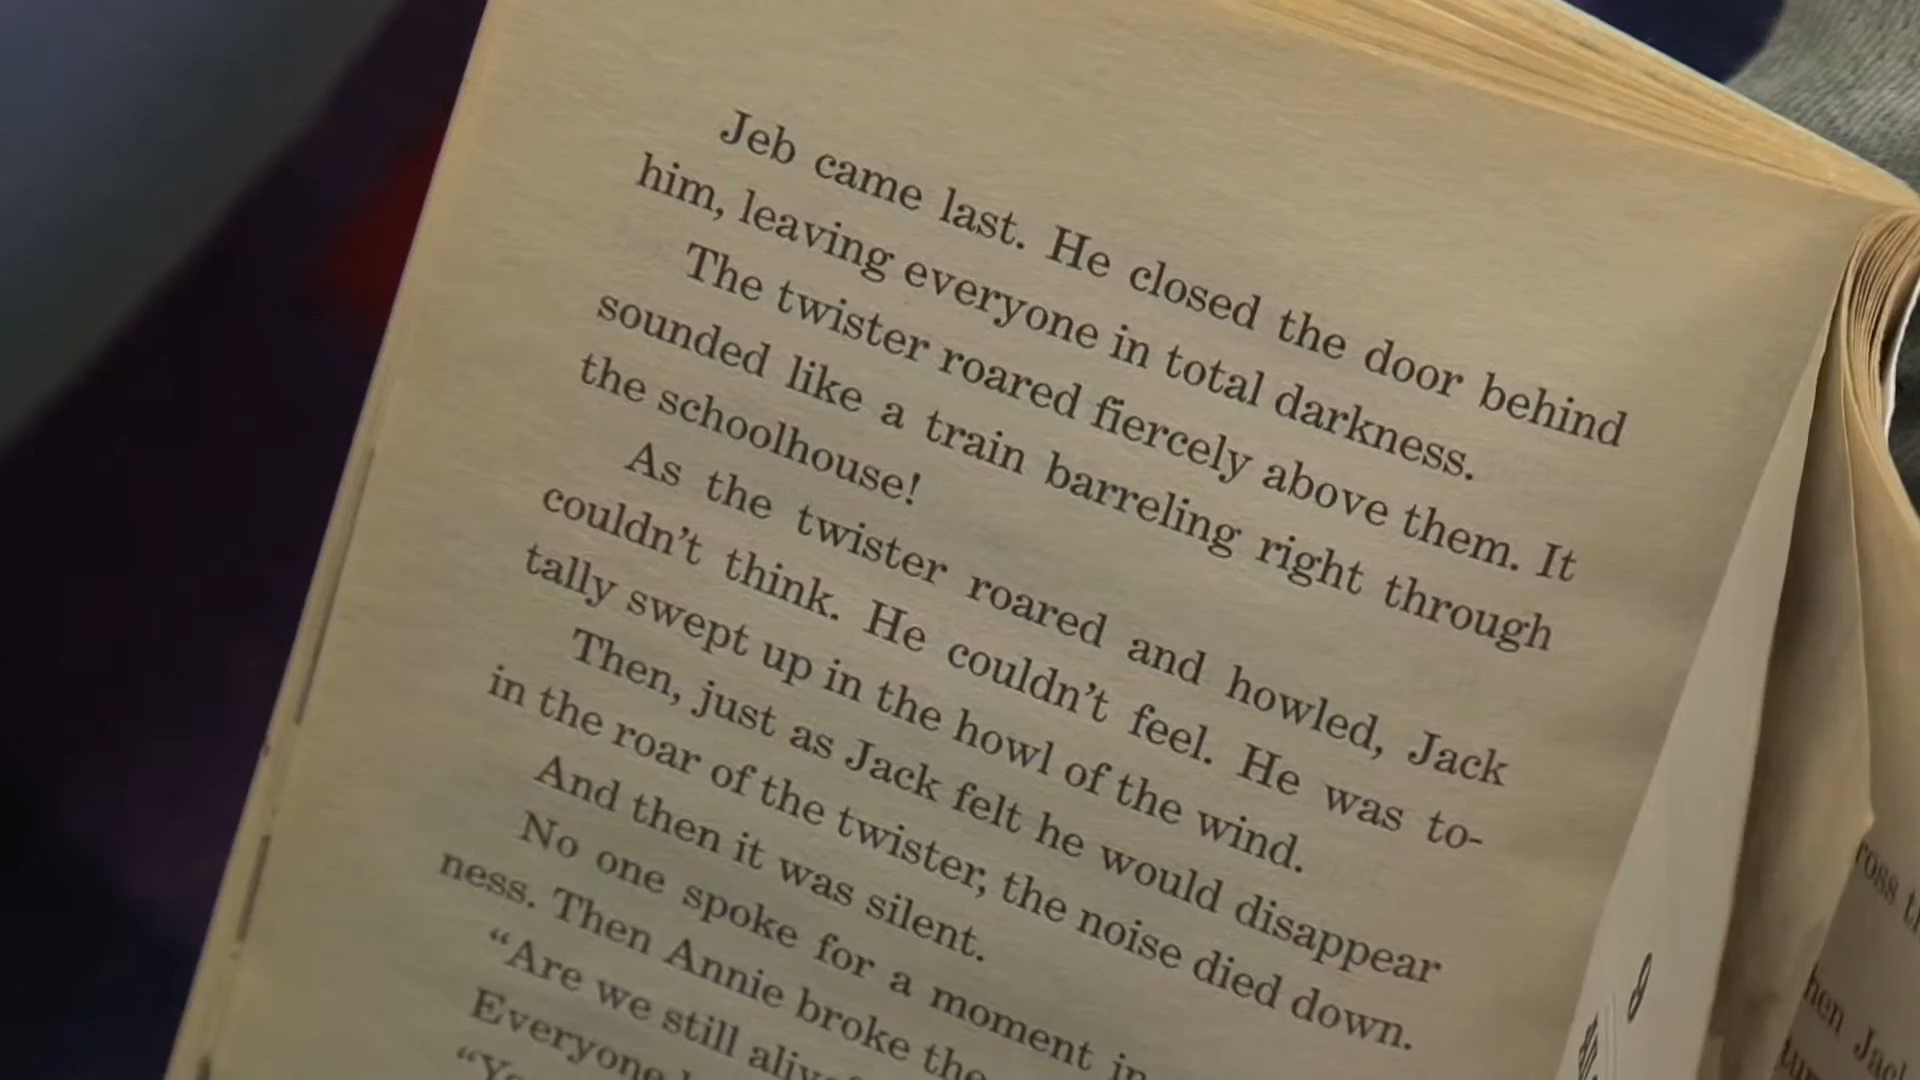 Jeb came last. He closed the door behind
him, leaving everyone in total darkness.
The twister roared fiercely above them. It
sounded like a train barreling right through
the schoolhouse!
As the twister roared and howled, Jack
couldn't think. He couldn't feel. He was to-
tally swept up in the howl of the wind.
Then, just as Jack felt he would disappear
in the roar of the twister, the noise died down.
And then it was silent.
No one spoke for a moment in
ness. Then Annie broke the
"Are we still alive
Everyone